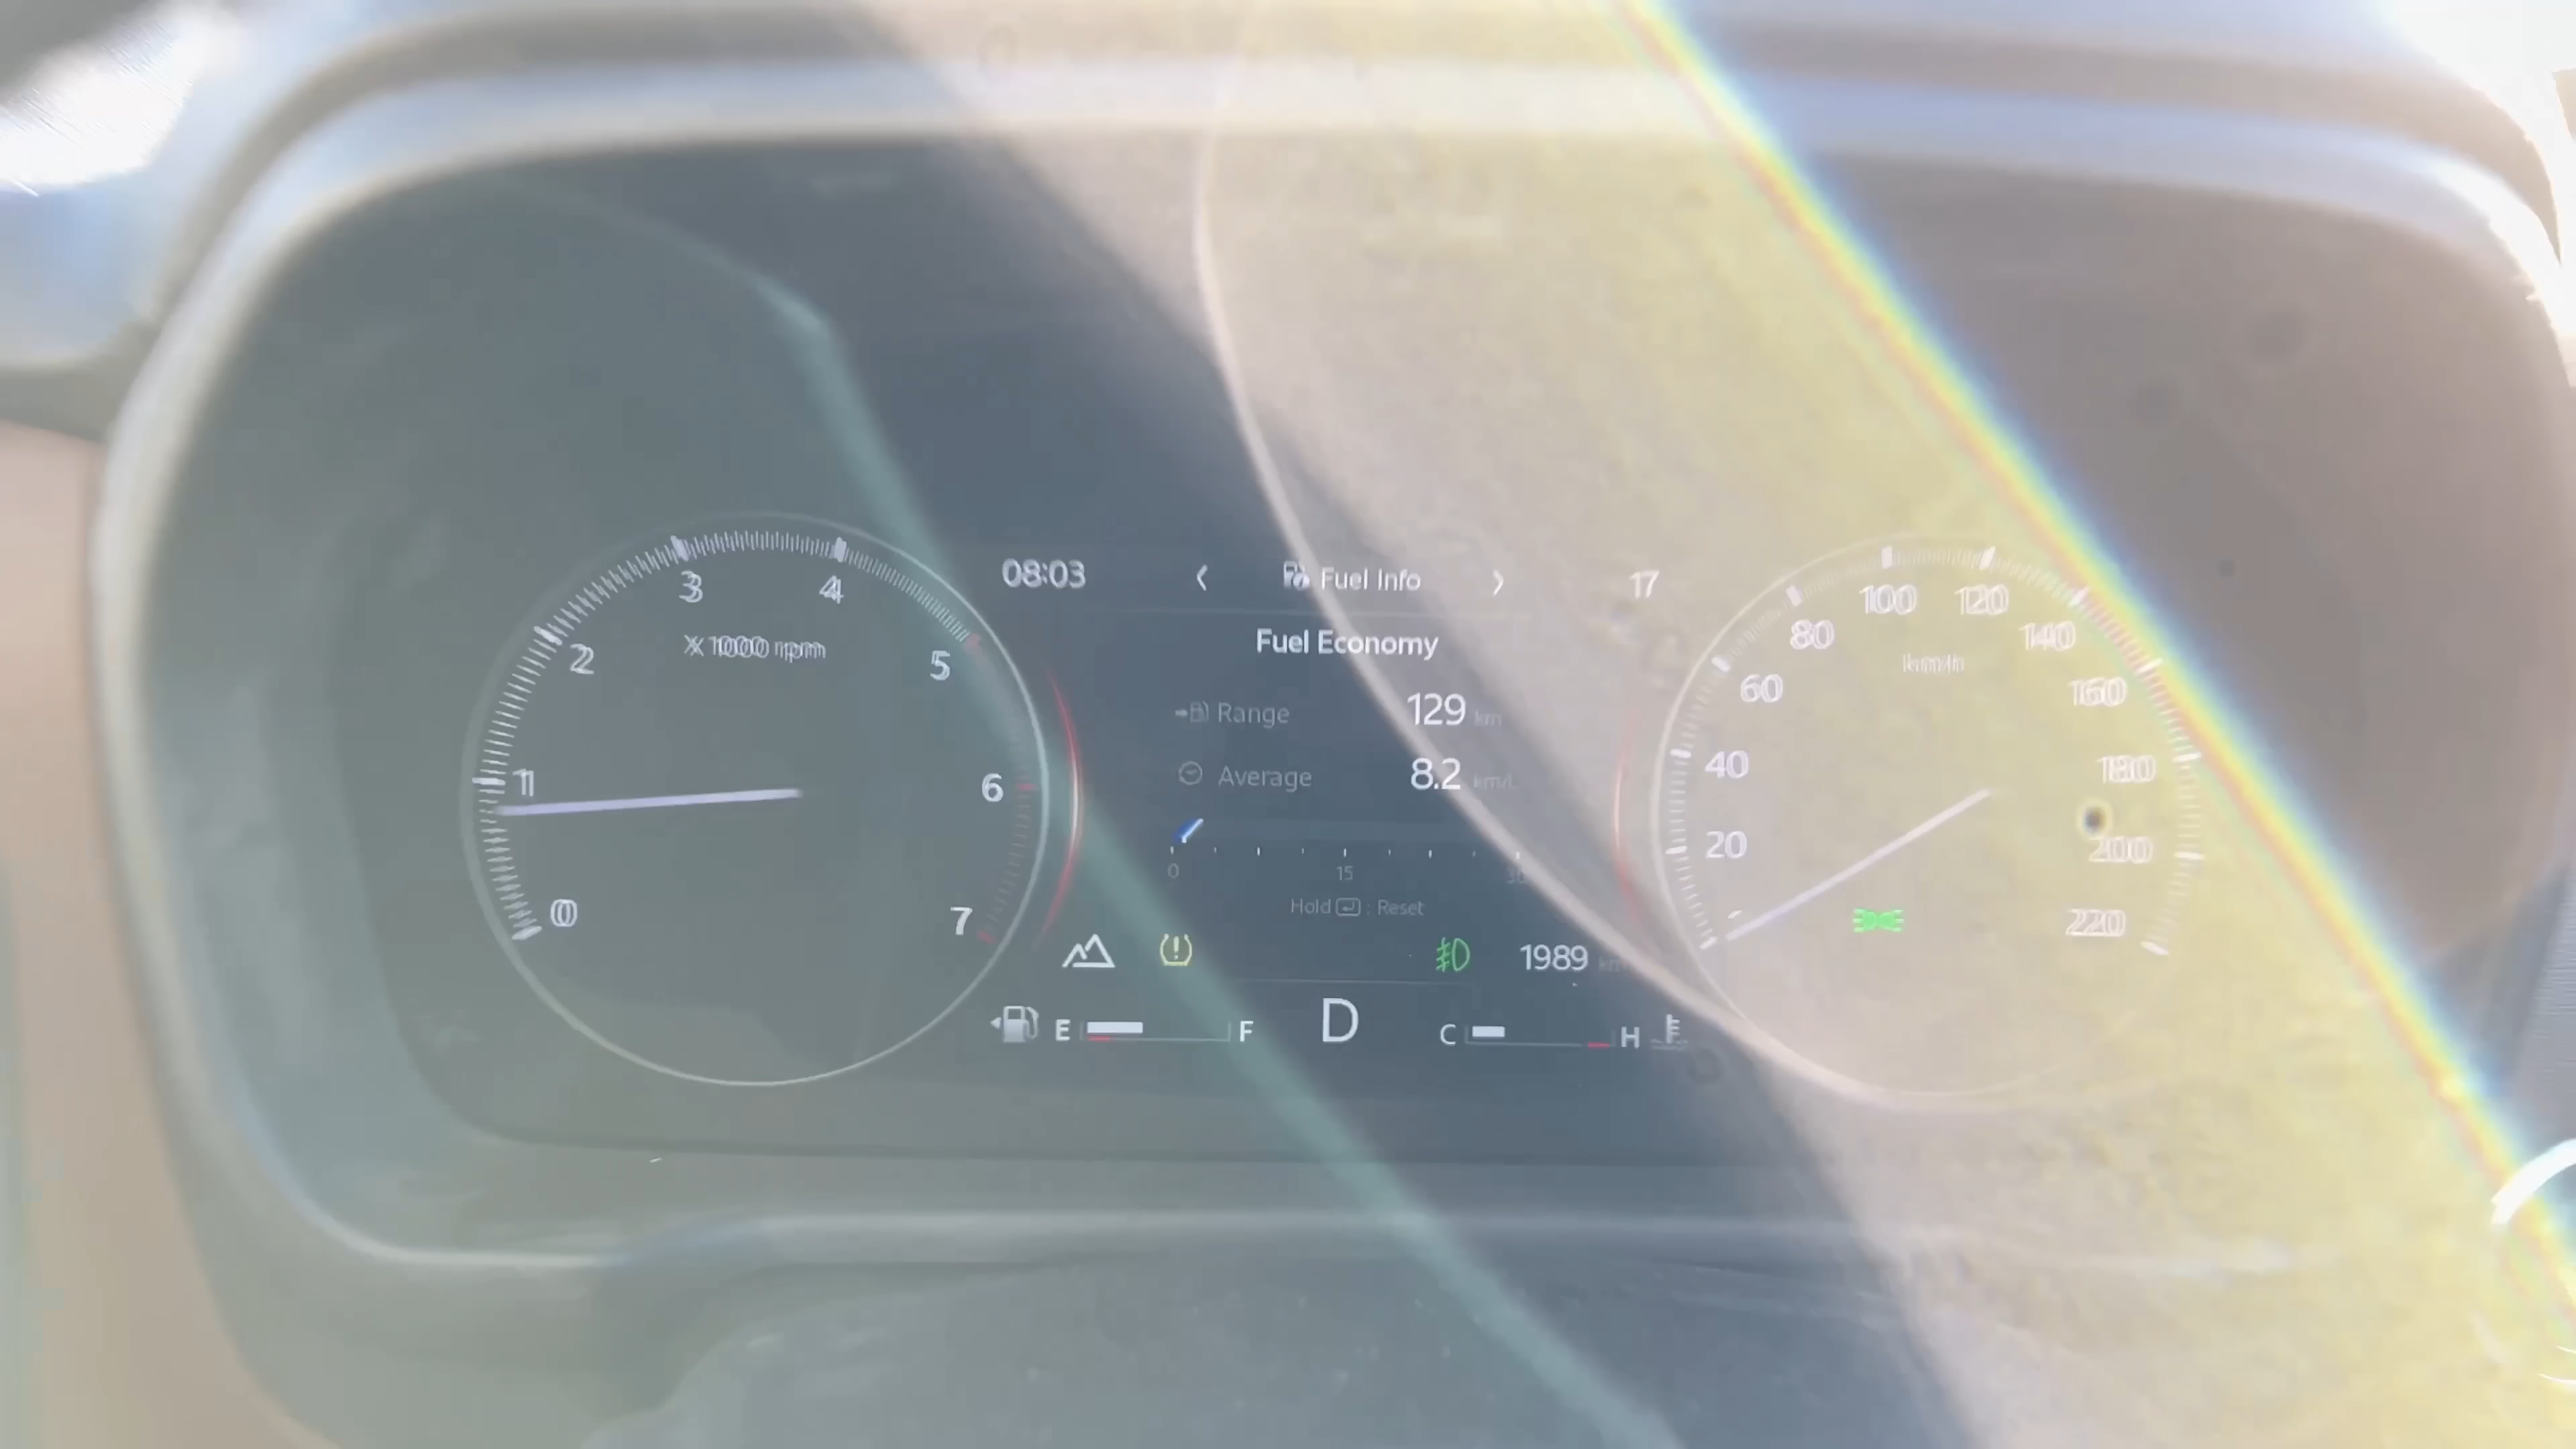 08:03
Fuel Info
17
Fuel Economy
Range 129 km
Average 8.2 km/L
0 15 30
Hold : Reset
1989 km
E F
D
C H
0 1 2 3 4 5 6 7
X 1000 rpm
20 40 60 80 100 120 140 160 180 200 220
km/h